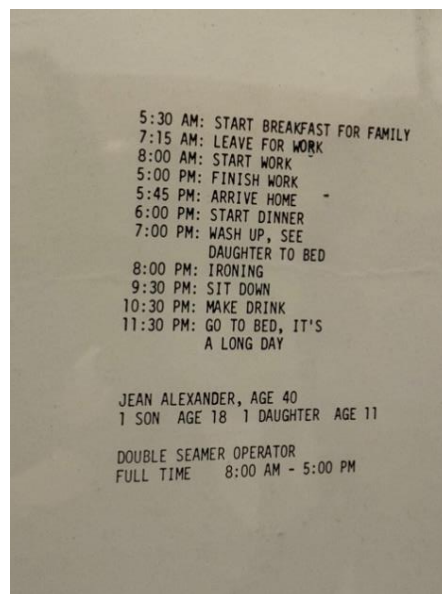 5:30 AM: START BREAKFAST FOR FAMILY
7:15 AM: LEAVE FOR WORK
8:00 AM: START WORK
5:00 PM: FINISH WORK
5:45 PM: ARRIVE HOME
6:00 PM: START DINNER
7:00 PM: WASH UP, SEE
DAUGHTER TO BED
8:00 PM: IRONING
9:30 PM: SIT DOWN
10:30 PM: MAKE DRINK
11:30 PM: GO TO BED, IT'S
A LONG DAY
JEAN ALEXANDER, AGE 40
1 SON AGE 18 1 DAUGHTER AGE 11
DOUBLE SEAMER OPERATOR
FULL TIME 8:00 AM - 5:00 PM